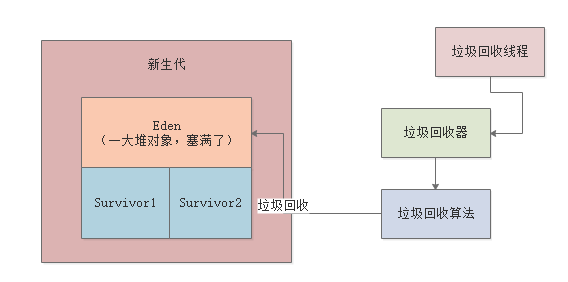 新生代
Eden
（一大堆对象，塞满了）
Survivor1
Survivor2
垃圾回收
垃圾回收线程
垃圾回收器
垃圾回收算法